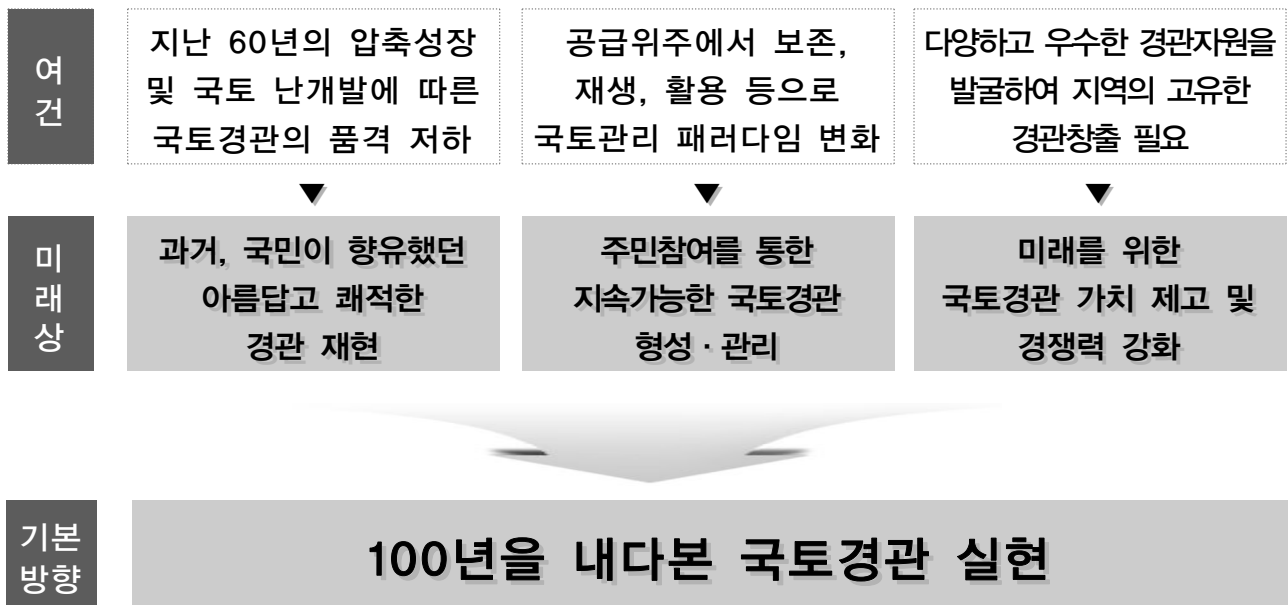 여
건
지난 60년의 압축성장
및 국토 난개발에 따른
국토경관의 품격 저하
공급위주에서 보존,
재생, 활용 등으로
국토관리 패러다임 변화
다양하고 우수한 경관자원을
발굴하여 지역의 고유한
경관창출 필요
▼
▼
▼
미
래
상
과거, 국민이 향유했던
아름답고 쾌적한
경관 재현
주민참여를 통한
지속가능한 국토경관
형성·관리
미래를 위한
국토경관 가치 제고 및
경쟁력 강화
기본
방향
100년을 내다본 국토경관 실현